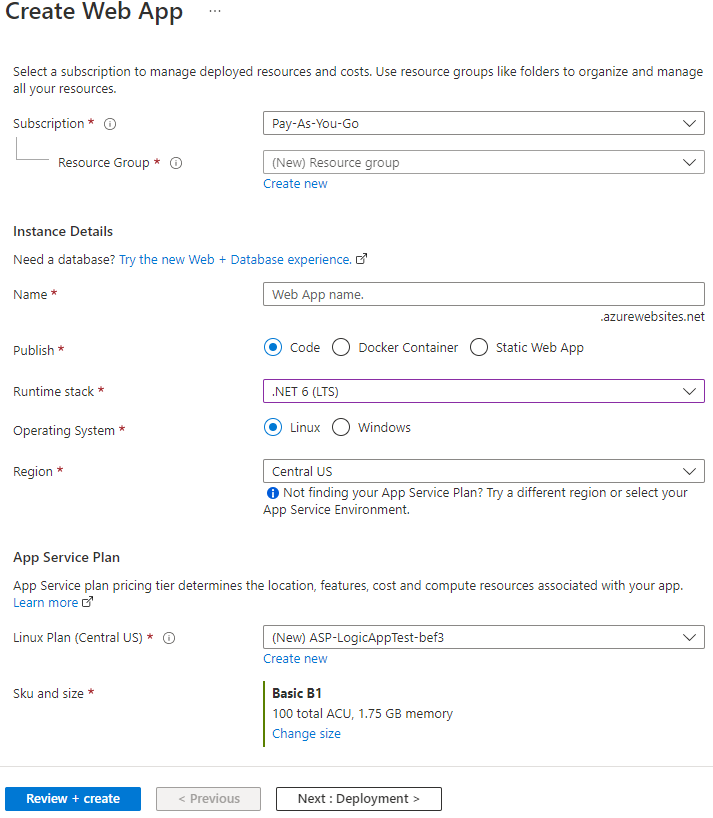 Create Web App ...
Select a subscription to manage deployed resources and costs. Use resource groups like folders to organize and manage
all your resources.
Subscription * Pay-As-You-Go
Resource Group * (New) Resource group
Create new
Instance Details
Need a database? Try the new Web + Database experience.
Name * Web App name.
.azurewebsites.net
Publish * Code Docker Container Static Web App
Runtime stack * .NET 6 (LTS)
Operating System * Linux Windows
Region * Central US
Not finding your App Service Plan? Try a different region or select your
App Service Environment.
App Service Plan
App Service plan pricing tier determines the location, features, cost and compute resources associated with your app.
Learn more
Linux Plan (Central US) * (New) ASP-LogicAppTest-bef3
Create new
Sku and size * Basic B1
100 total ACU, 1.75 GB memory
Change size
Review + create < Previous Next : Deployment >